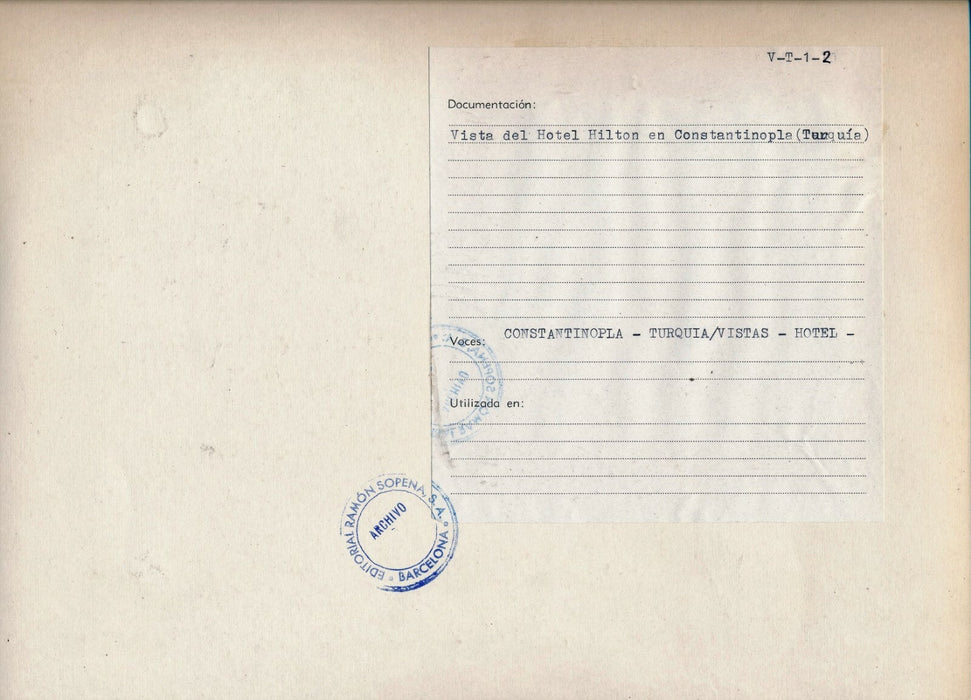 V-T-1-2
Documentación:
Vista del Hotel Hilton en Constantinopla(Turquía)
CONSTANTINOPLA - TURQUIA/VISTAS - HOTEL -
Voces:
Utilizada en:
EDITORIAL RAMÓN SOPENA, S. A.
ARCHIVO
BARCELONA